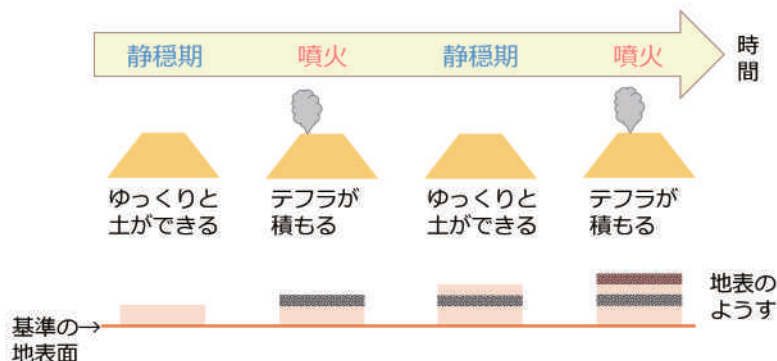 静穏期
噴火
静穏期
噴火
時
間
ゆっくりと
土ができる
テフラが
積もる
ゆっくりと
土ができる
テフラが
積もる
基準の→
地表面
地表の
ようす